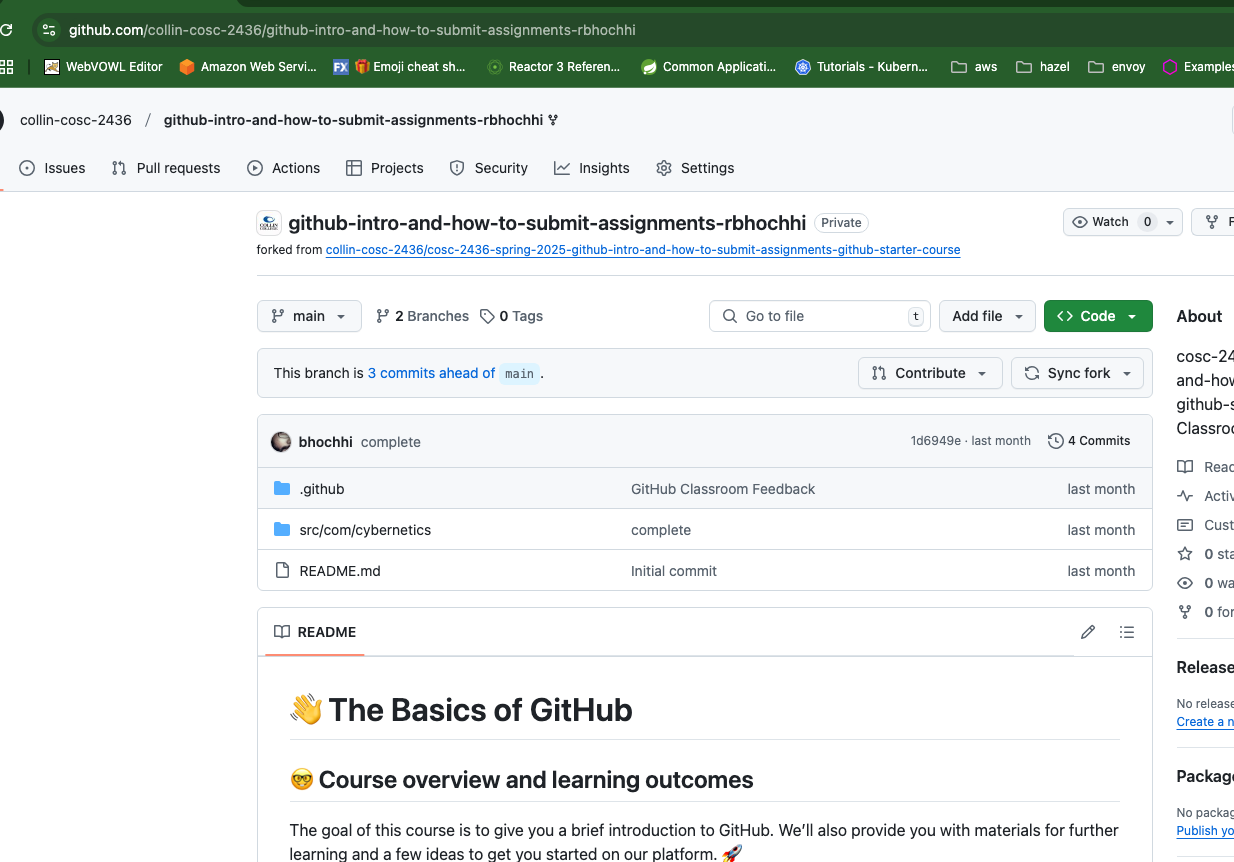 github.com/collin-cosc-2436/github-intro-and-how-to-submit-assignments-rbhochhi
WebVOWL Editor Amazon Web Servi... FX Emoji cheat sh... Reactor 3 Referen... Common Applicati... Tutorials - Kubern... aws hazel envoy Examples
collin-cosc-2436 / github-intro-and-how-to-submit-assignments-rbhochhi
Issues Pull requests Actions Projects Security Insights Settings
github-intro-and-how-to-submit-assignments-rbhochhi Private Watch 0 F
forked from collin-cosc-2436/cosc-2436-spring-2025-github-intro-and-how-to-submit-assignments-github-starter-course
main 2 Branches 0 Tags Go to file t Add file Code About
This branch is 3 commits ahead of main . Contribute Sync fork
cosc-24
and-how
github-s
Classroo
bhochhi complete 1d6949e · last month 4 Commits
.github GitHub Classroom Feedback last month
src/com/cybernetics complete last month
README.md Initial commit last month
Read
Activ
Cust
0 sta
0 wa
0 for
README
👋 The Basics of GitHub
🤓 Course overview and learning outcomes
The goal of this course is to give you a brief introduction to GitHub. We’ll also provide you with materials for further
learning and a few ideas to get you started on our platform. 🚀
Release
No release
Create a n
Package
No packag
Publish yo